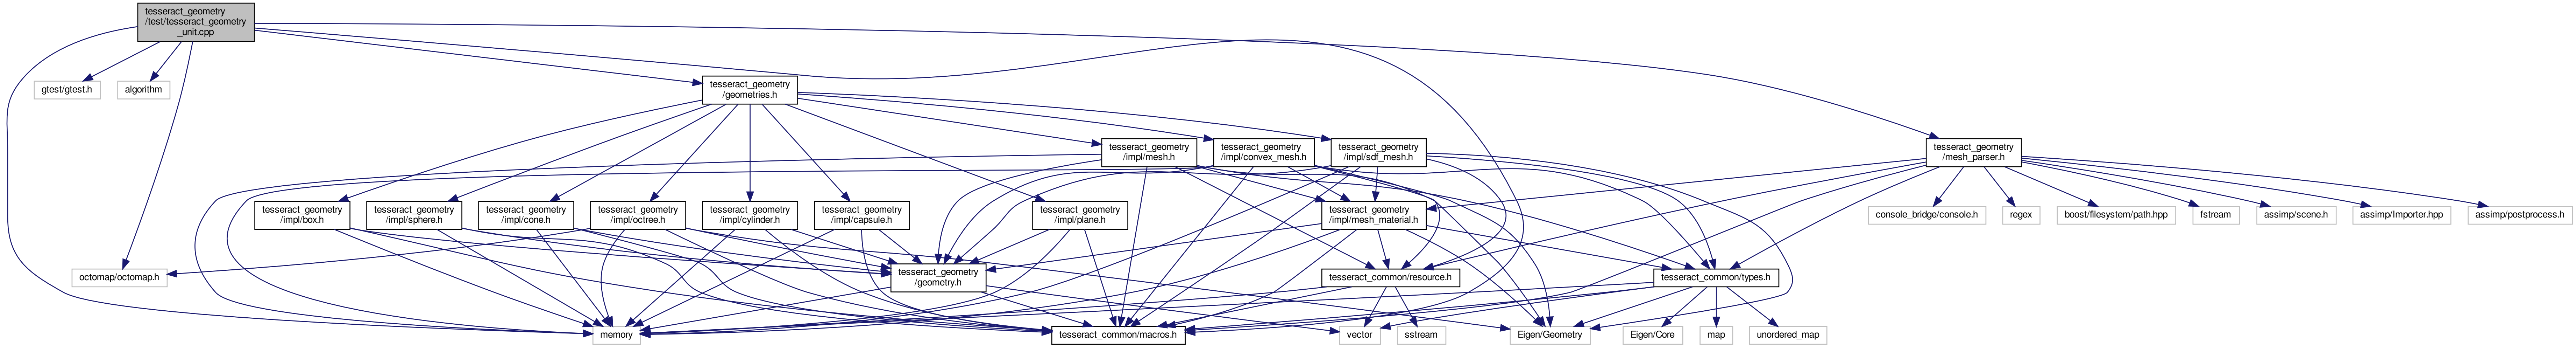 tesseract_geometry
/test/tesseract_geometry
_unit.cpp
gtest/gtest.h
algorithm
tesseract_geometry
/geometries.h
tesseract_geometry
/impl/mesh.h
tesseract_geometry
/impl/convex_mesh.h
tesseract_geometry
/impl/sdf_mesh.h
tesseract_geometry
/mesh_parser.h
tesseract_geometry
/impl/box.h
tesseract_geometry
/impl/sphere.h
tesseract_geometry
/impl/cone.h
tesseract_geometry
/impl/octree.h
tesseract_geometry
/impl/cylinder.h
tesseract_geometry
/impl/capsule.h
tesseract_geometry
/impl/plane.h
tesseract_geometry
/impl/mesh_material.h
console_bridge/console.h
regex
boost/filesystem/path.hpp
fstream
assimp/scene.h
assimp/Importer.hpp
assimp/postprocess.h
octomap/octomap.h
tesseract_geometry
/geometry.h
tesseract_common/resource.h
tesseract_common/types.h
memory
tesseract_common/macros.h
vector
sstream
Eigen/Geometry
Eigen/Core
map
unordered_map